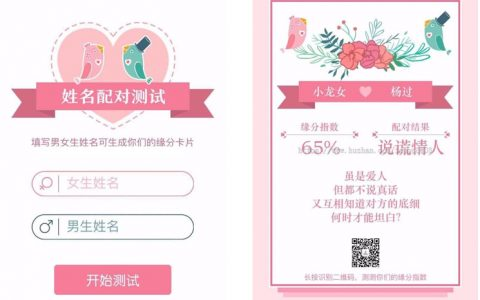 姓名配对测试
填写男女生姓名可生成你们的缘分卡片
女生姓名
男生姓名
开始测试
小龙女 杨过
缘分指数 配对结果
65% 说谎情人
虽是爱人
但都不说真话
又互相知道对方的底细
何时才能坦白?
长按识别二维码，测测你们的缘分指数